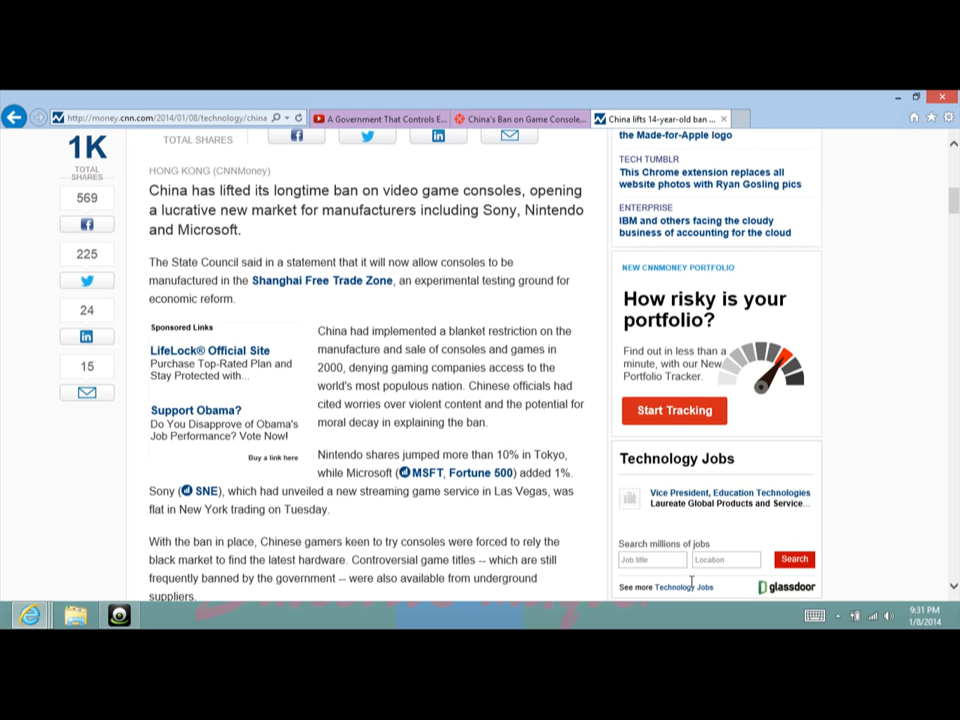 http://money.cnn.com/2014/01/08/technology/china
A Government That Controls E...
China's Ban on Game Console...
China lifts 14-year-old ban ...
1K
TOTAL
SHARES
569
225
24
15
TOTAL SHARES
HONG KONG (CNNMoney)
China has lifted its longtime ban on video game consoles, opening
a lucrative new market for manufacturers including Sony, Nintendo
and Microsoft.
The State Council said in a statement that it will now allow consoles to be
manufactured in the Shanghai Free Trade Zone, an experimental testing ground for
economic reform.
Sponsored Links
LifeLock® Official Site
Purchase Top-Rated Plan and
Stay Protected with...
Support Obama?
Do You Disapprove of Obama's
Job Performance? Vote Now!
Buy a link here
China had implemented a blanket restriction on the
manufacture and sale of consoles and games in
2000, denying gaming companies access to the
world's most populous nation. Chinese officials had
cited worries over violent content and the potential for
moral decay in explaining the ban.
Nintendo shares jumped more than 10% in Tokyo,
while Microsoft (MSFT, Fortune 500) added 1%.
Sony (SNE), which had unveiled a new streaming game service in Las Vegas, was
flat in New York trading on Tuesday.
With the ban in place, Chinese gamers keen to try consoles were forced to rely the
black market to find the latest hardware. Controversial game titles -- which are still
frequently banned by the government -- were also available from underground
suppliers.
the Made-for-Apple logo
TECH TUMBLR
This Chrome extension replaces all
website photos with Ryan Gosling pics
ENTERPRISE
IBM and others facing the cloudy
business of accounting for the cloud
NEW CNNMONEY PORTFOLIO
How risky is your
portfolio?
Find out in less than a
minute, with our New
Portfolio Tracker.
Start Tracking
Technology Jobs
Vice President, Education Technologies
Laureate Global Products and Service...
Search millions of jobs
Job title
Location
Search
See more Technology Jobs
glassdoor
9:31 PM
1/8/2014